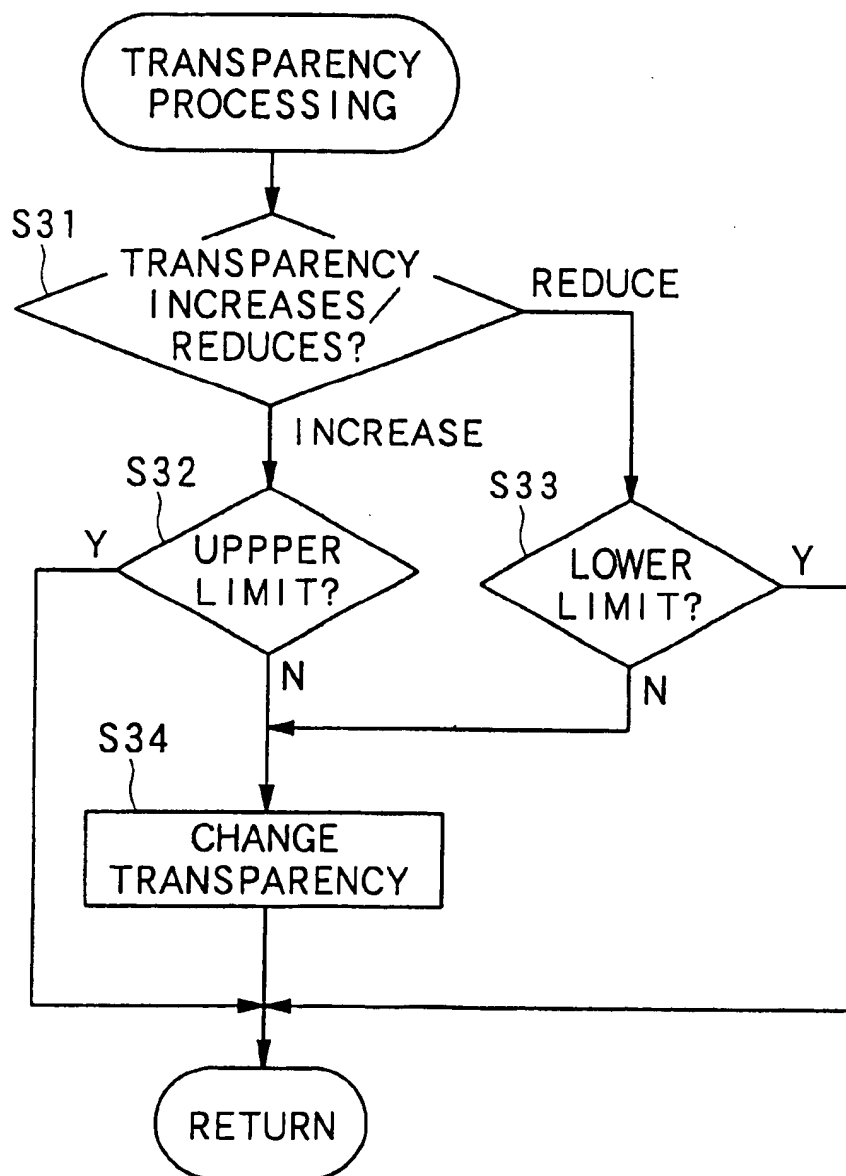 TRANSPARENCY
PROCESSING
S31
TRANSPARENCY
INCREASES/
REDUCES?
REDUCE
INCREASE
S32
Y
UPPPER
LIMIT?
N
S33
LOWER
LIMIT?
Y
N
S34
CHANGE
TRANSPARENCY
RETURN